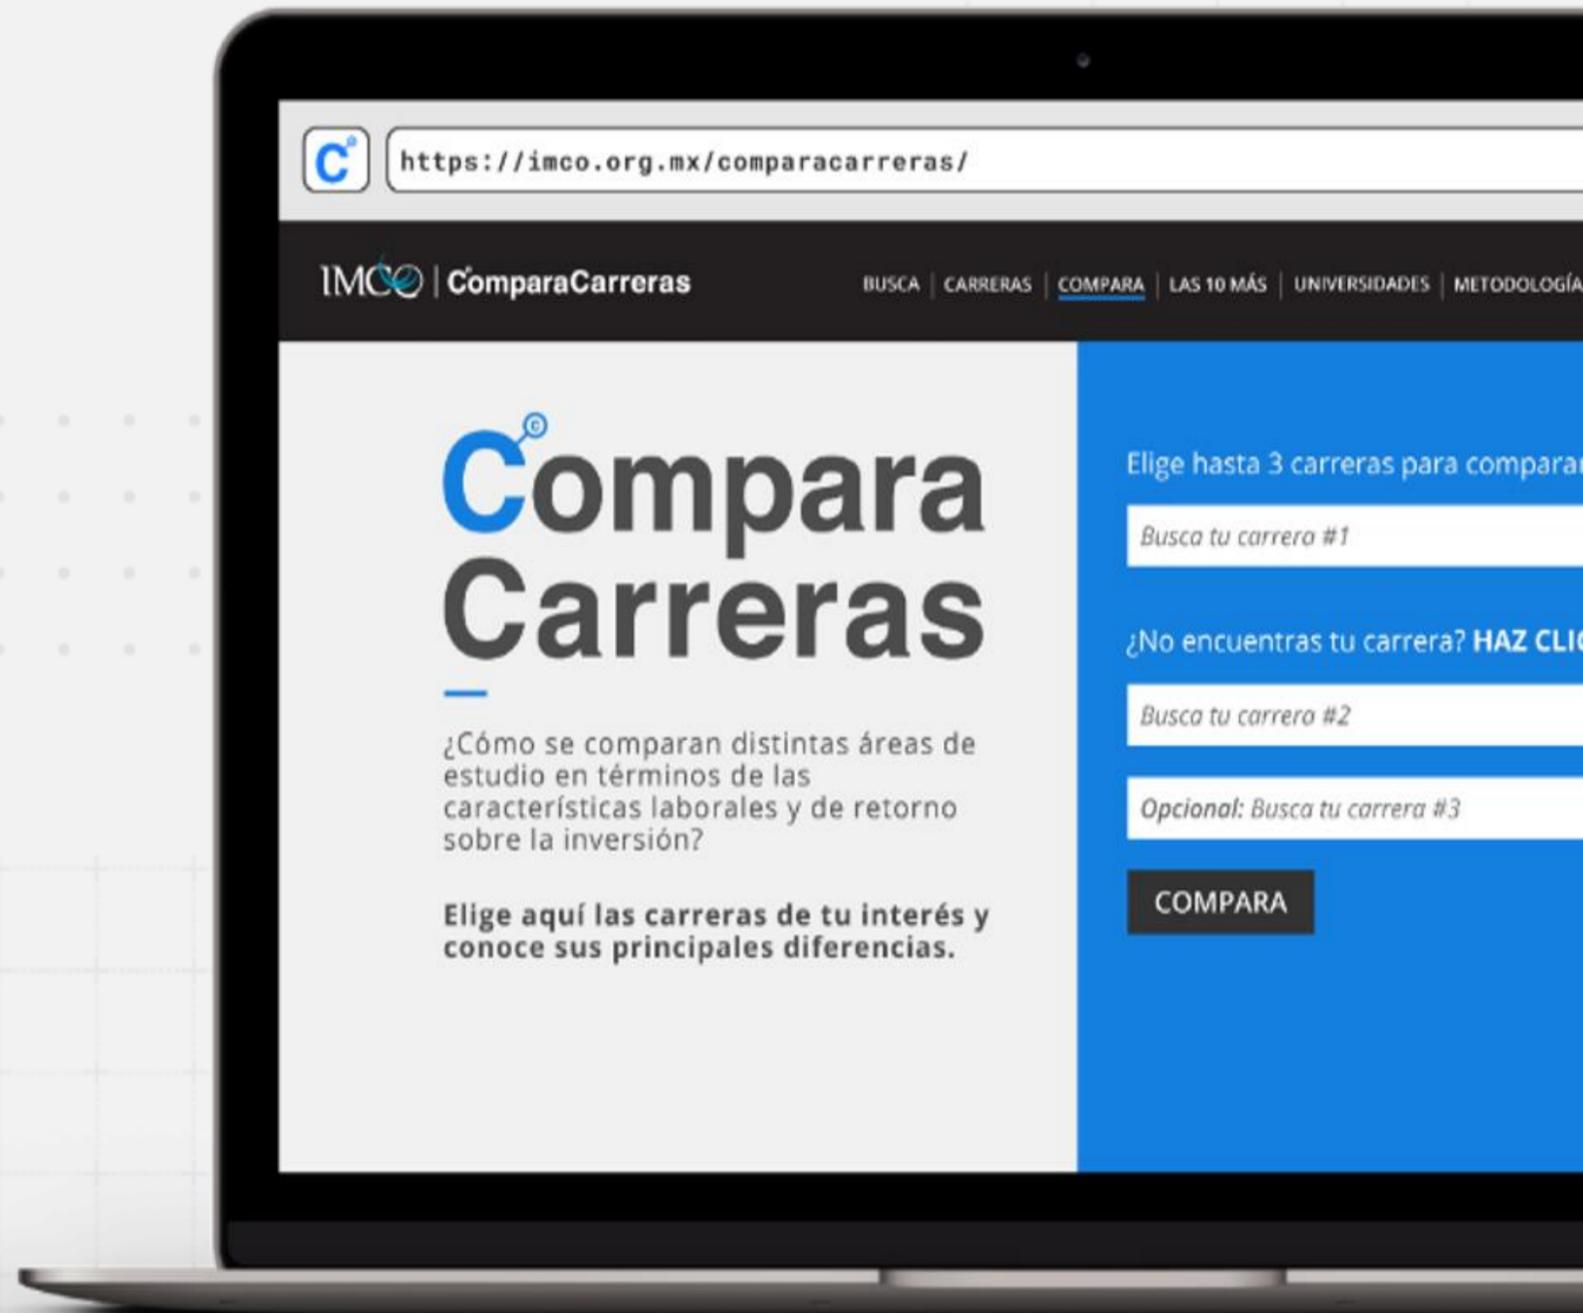 https://imco.org.mx/comparacarreras/
IMCO | ComparaCarreras
BUSCA | CARRERAS | COMPARA | LAS 10 MÁS | UNIVERSIDADES | METODOLOGÍA
Compara
Carreras
¿Cómo se comparan distintas áreas de
estudio en términos de las
características laborales y de retorno
sobre la inversión?
Elige aquí las carreras de tu interés y
conoce sus principales diferencias.
Elige hasta 3 carreras para comparar
Busca tu carrera #1
¿No encuentras tu carrera? HAZ CLIC
Busca tu carrera #2
Opcional: Busca tu carrera #3
COMPARA